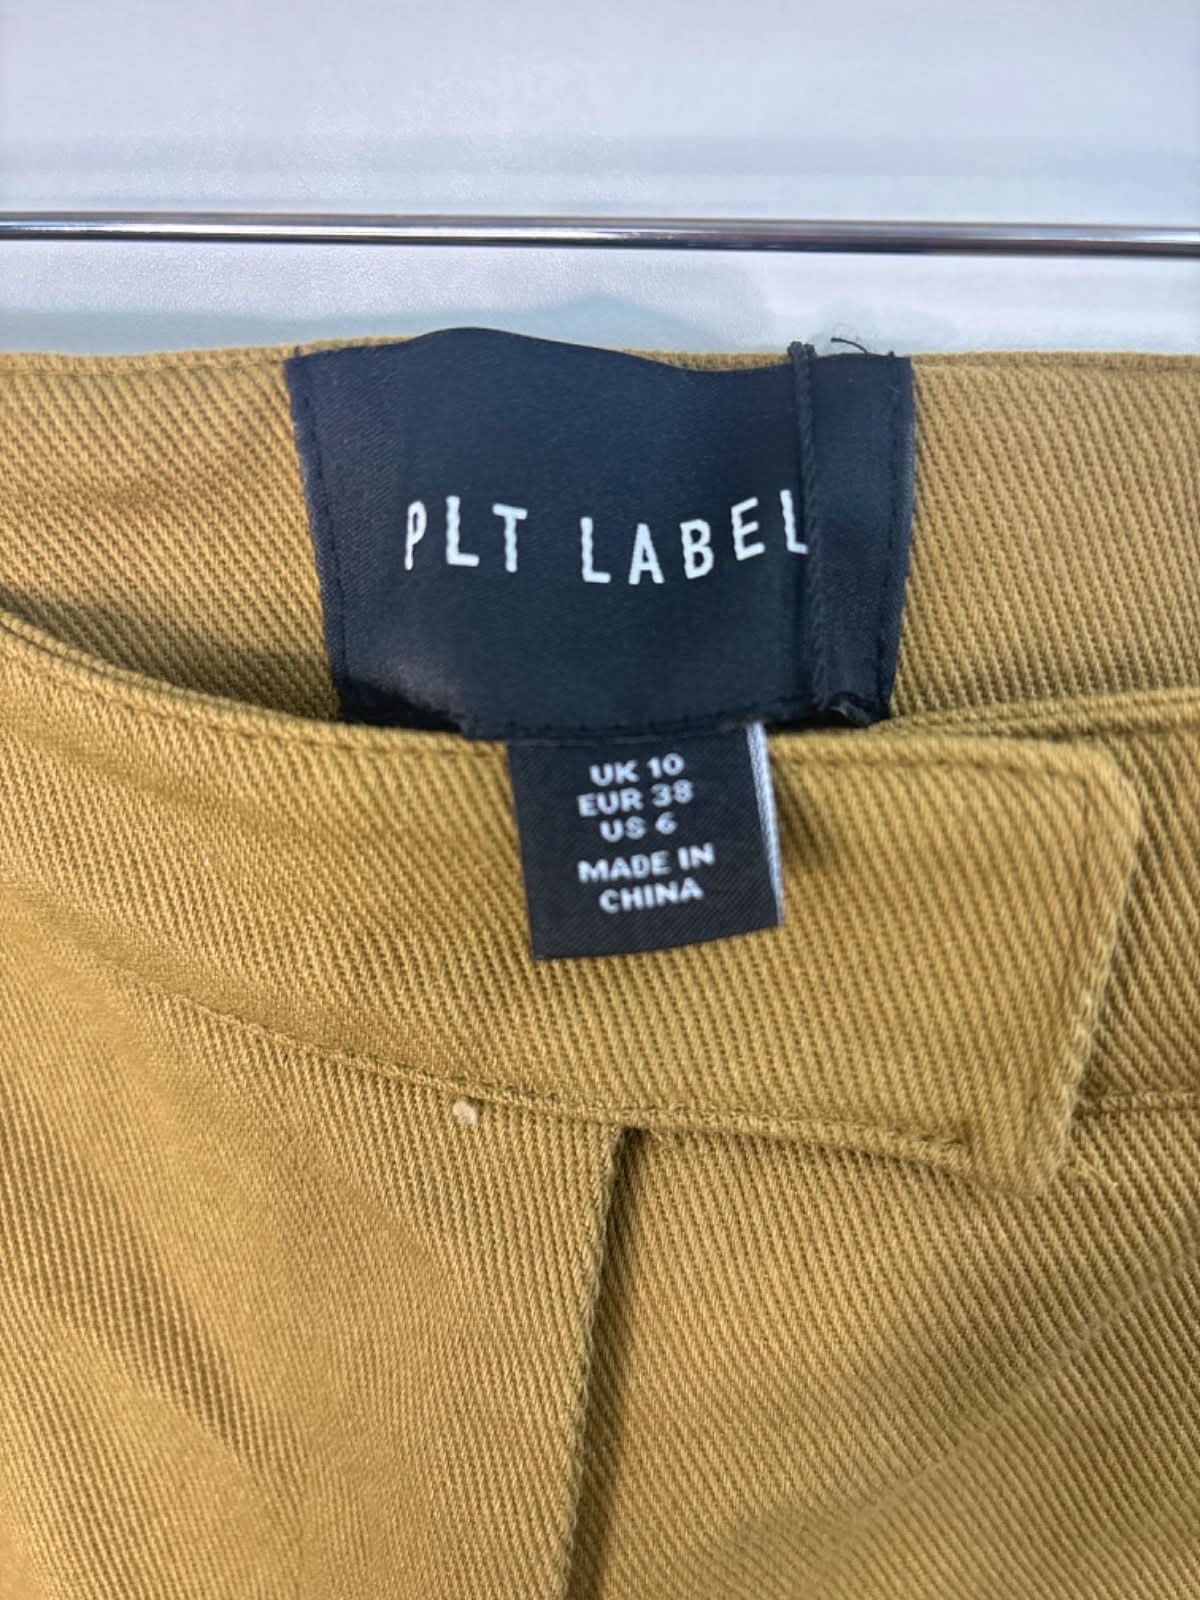 PLT LABEL
UK 10
EUR 38
US 6
MADE IN
CHINA